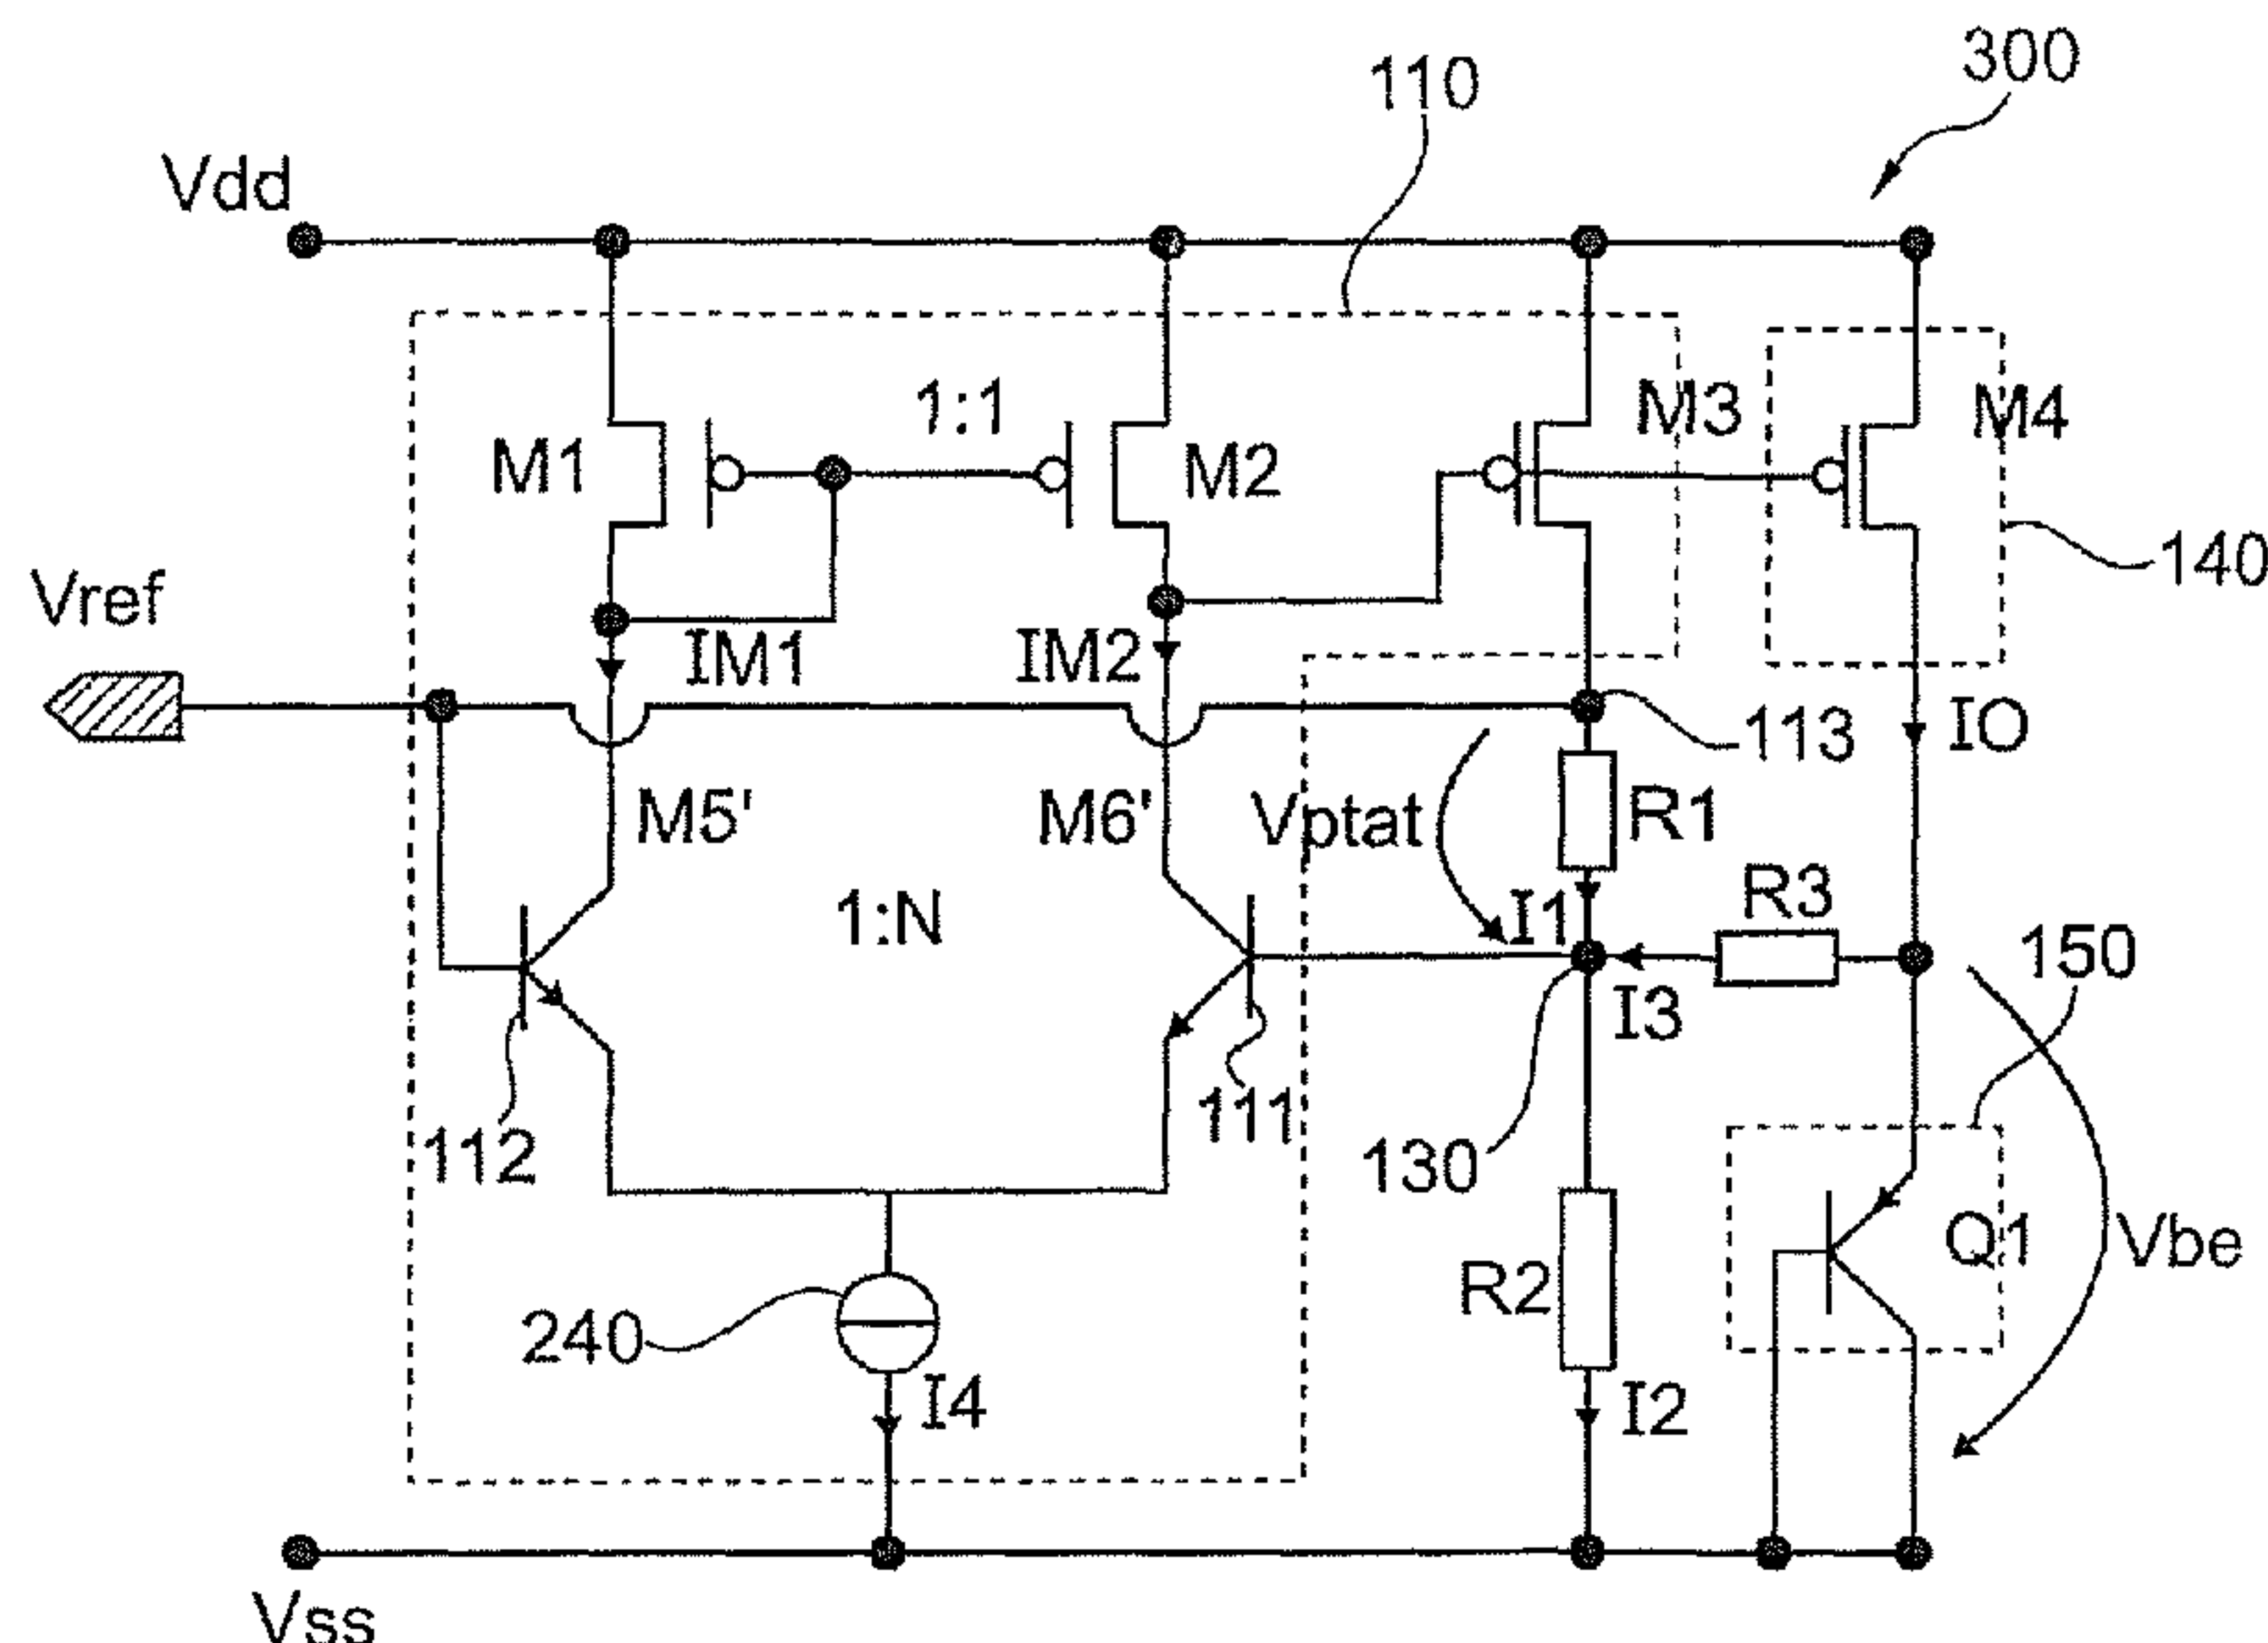 300
110
Vdd
M1
1:1
M2
M3
M4
140
Vref
IM1
IM2
113
IO
M5'
M6'
Vptat
R1
1:N
I1
R3
150
I3
112
111
130
Q1
Vbe
R2
240
I4
I2
Vss